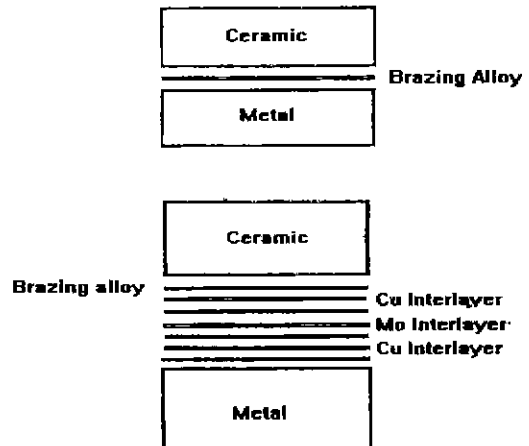 Ceramic
Brazing Alloy
Metal
Ceramic
Brazing alloy
Cu Interlayer
Mo Interlayer
Cu Interlayer
Metal